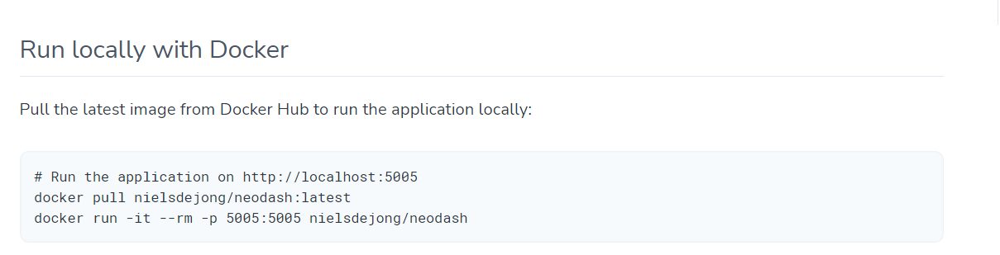 Run locally with Docker
Pull the latest image from Docker Hub to run the application locally:
# Run the application on http://localhost:5005
docker pull nielsdejong/neodash:latest
docker run -it --rm -p 5005:5005 nielsdejong/neodash